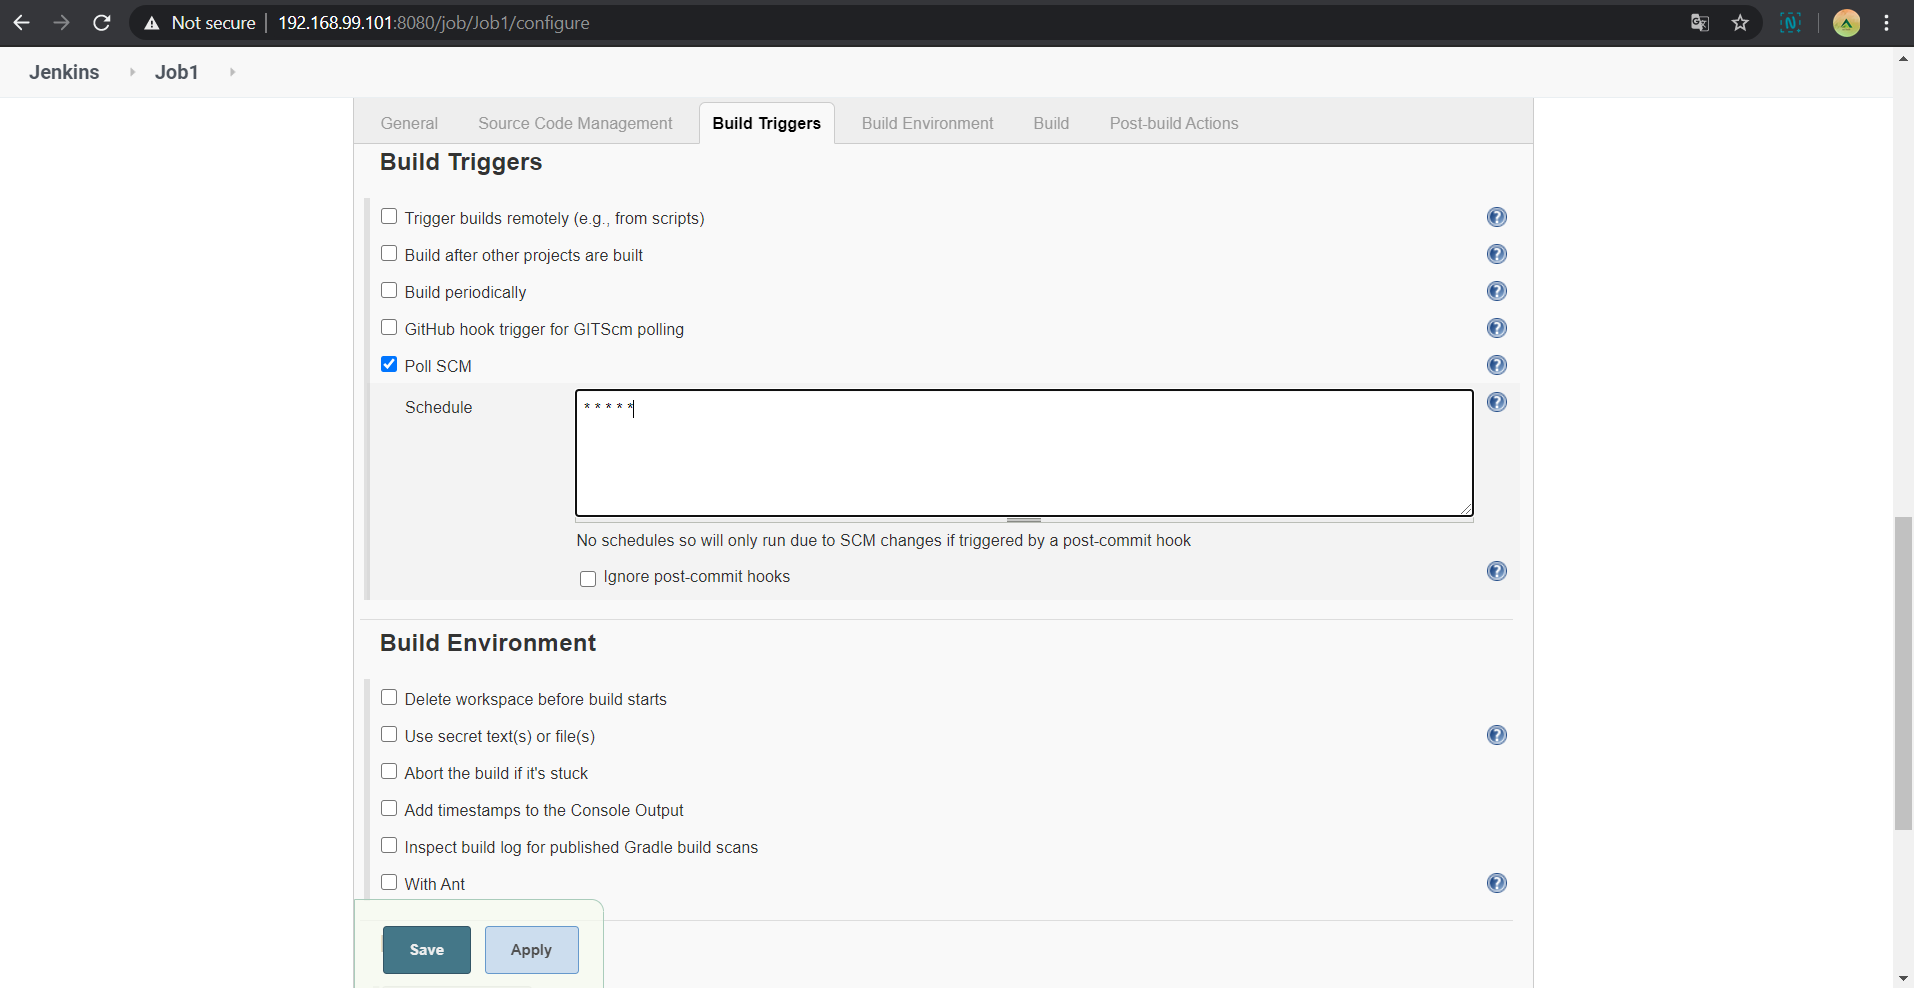 Not secure | 192.168.99.101:8080/job/Job1/configure
Jenkins Job1
General Source Code Management Build Triggers Build Environment Build Post-build Actions
Build Triggers
Trigger builds remotely (e.g., from scripts)
Build after other projects are built
Build periodically
GitHub hook trigger for GITScm polling
Poll SCM
Schedule
* * * * *
No schedules so will only run due to SCM changes if triggered by a post-commit hook
Ignore post-commit hooks
Build Environment
Delete workspace before build starts
Use secret text(s) or file(s)
Abort the build if it's stuck
Add timestamps to the Console Output
Inspect build log for published Gradle build scans
With Ant
Save Apply